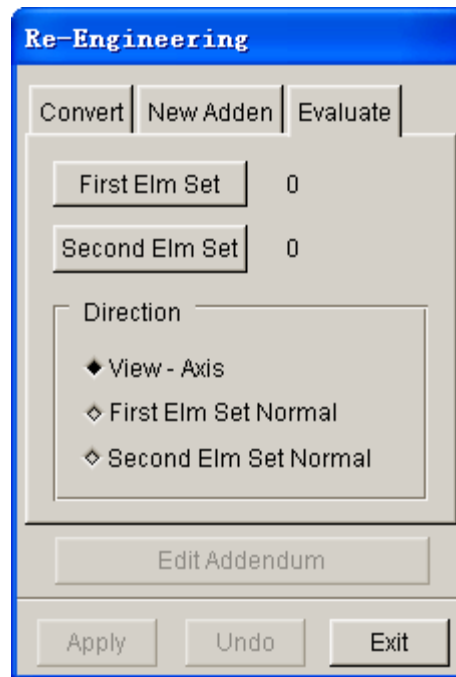 Re-Engineering
Convert New Adden Evaluate
First Elm Set 0
Second Elm Set 0
Direction
View - Axis
First Elm Set Normal
Second Elm Set Normal
Edit Addendum
Apply Undo Exit